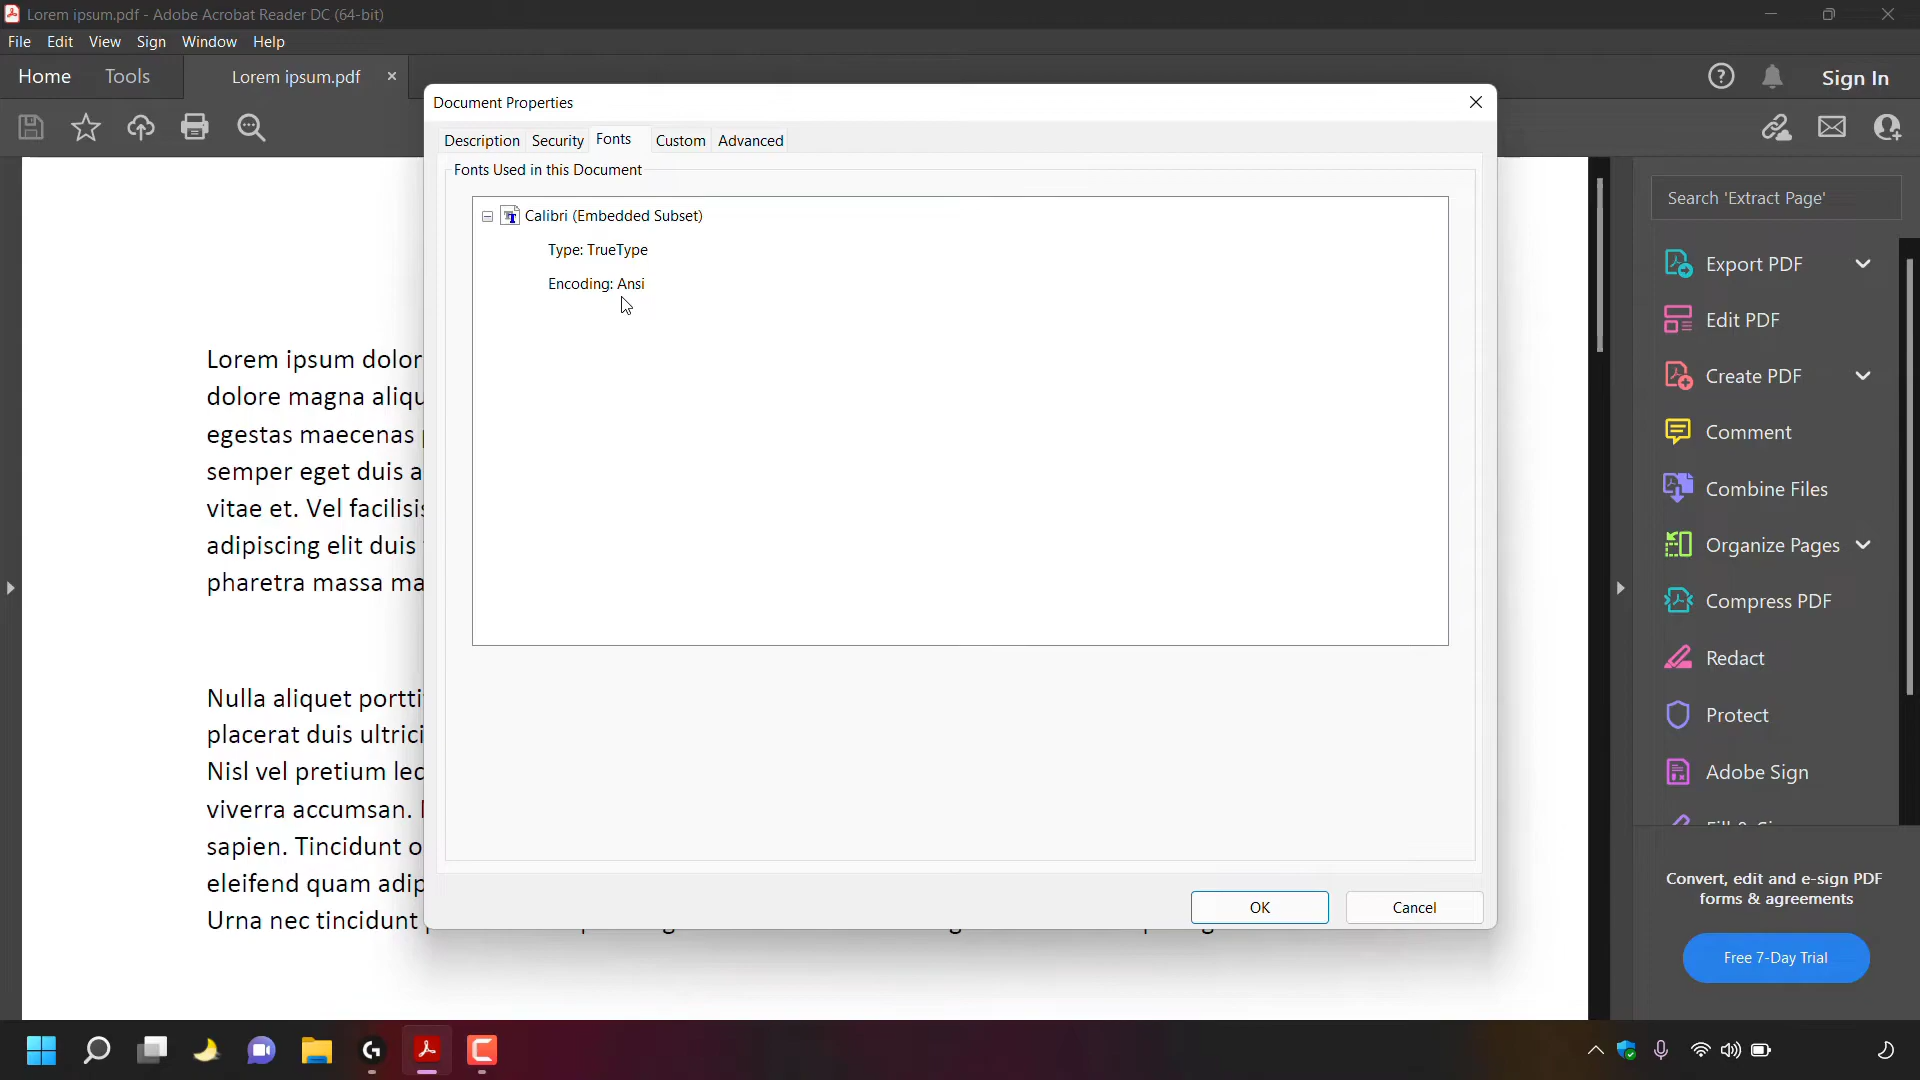 Lorem ipsum.pdf - Adobe Acrobat Reader DC (64-bit)
File Edit View Sign Window Help
Home Tools Lorem ipsum.pdf
Sign In
Document Properties
Description Security Fonts Custom Advanced
Fonts Used in this Document
Calibri (Embedded Subset)
Type: TrueType
Encoding: Ansi
OK Cancel
Lorem ipsum dolor
dolore magna aliqu
egestas maecenas
semper eget duis a
vitae et. Vel facilisis
adipiscing elit duis
pharetra massa ma
Nulla aliquet portti
placerat duis ultrici
Nisl vel pretium lec
viverra accumsan.
sapien. Tincidunt o
eleifend quam adip
Urna nec tincidunt
Search 'Extract Page'
Export PDF
Edit PDF
Create PDF
Comment
Combine Files
Organize Pages
Compress PDF
Redact
Protect
Adobe Sign
Convert, edit and e-sign PDF
forms & agreements
Free 7-Day Trial